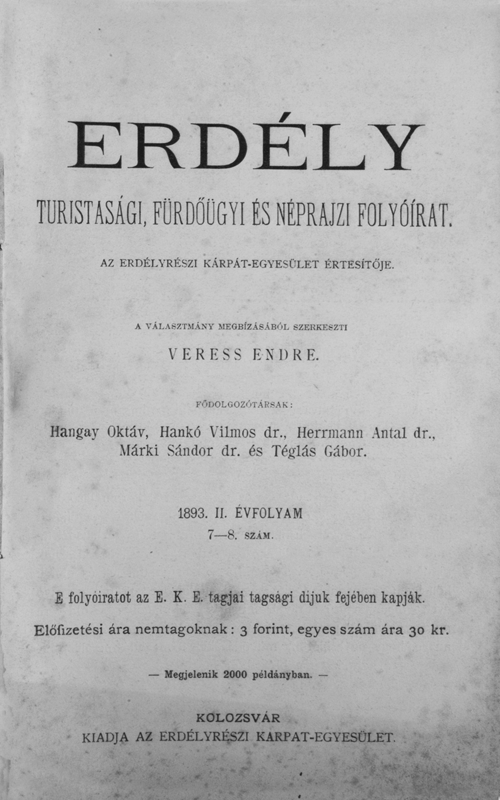 ERDÉLY
TURISTASÁGI, FÜRDŐÜGYI ÉS NÉPRAJZI FOLYÓÍRAT.
AZ ERDÉLYRÉSZI KÁRPÁT-EGYESÜLET ÉRTESÍTŐJE.
A VÁLASZTMÁNY MEGBÍZÁSÁBÓL SZERKESZTI
VERESS ENDRE.
FŐDOLGOZÓTÁRSAK:
Hangay Oktáv, Hankó Vilmos dr., Herrmann Antal dr.,
Márki Sándor dr. és Téglás Gábor.
1893. II. ÉVFOLYAM
7—8. SZÁM.
E folyóiratot az E. K. E. tagjai tagsági dijuk fejében kapják.
Előfizetési ára nemtagoknak: 3 forint, egyes szám ára 30 kr.
— Megjelenik 2000 példányban. —
KOLOZSVÁR
KIADJA AZ ERDÉLYRÉSZI KARPAT-EGYESÜLET.